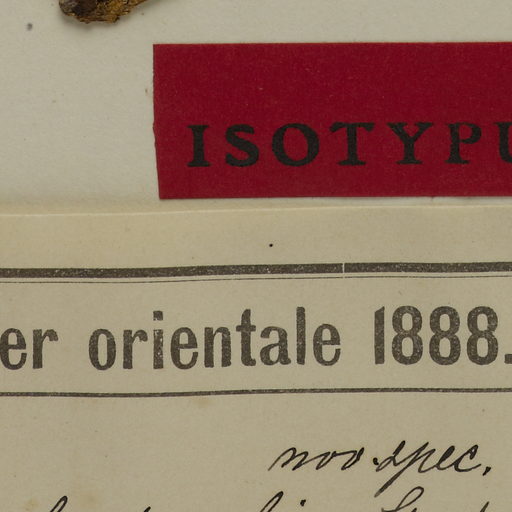 ISOTYPU
er orientale 1888.
nov. spec.